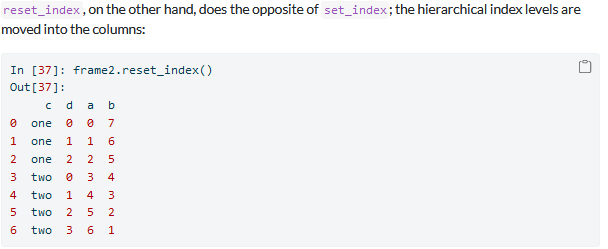 reset_index, on the other hand, does the opposite of set_index; the hierarchical index levels are
moved into the columns:
In [37]: frame2.reset_index()
Out[37]:
     c  d  a  b
0  one  0  0  7
1  one  1  1  6
2  one  2  2  5
3  two  0  3  4
4  two  1  4  3
5  two  2  5  2
6  two  3  6  1